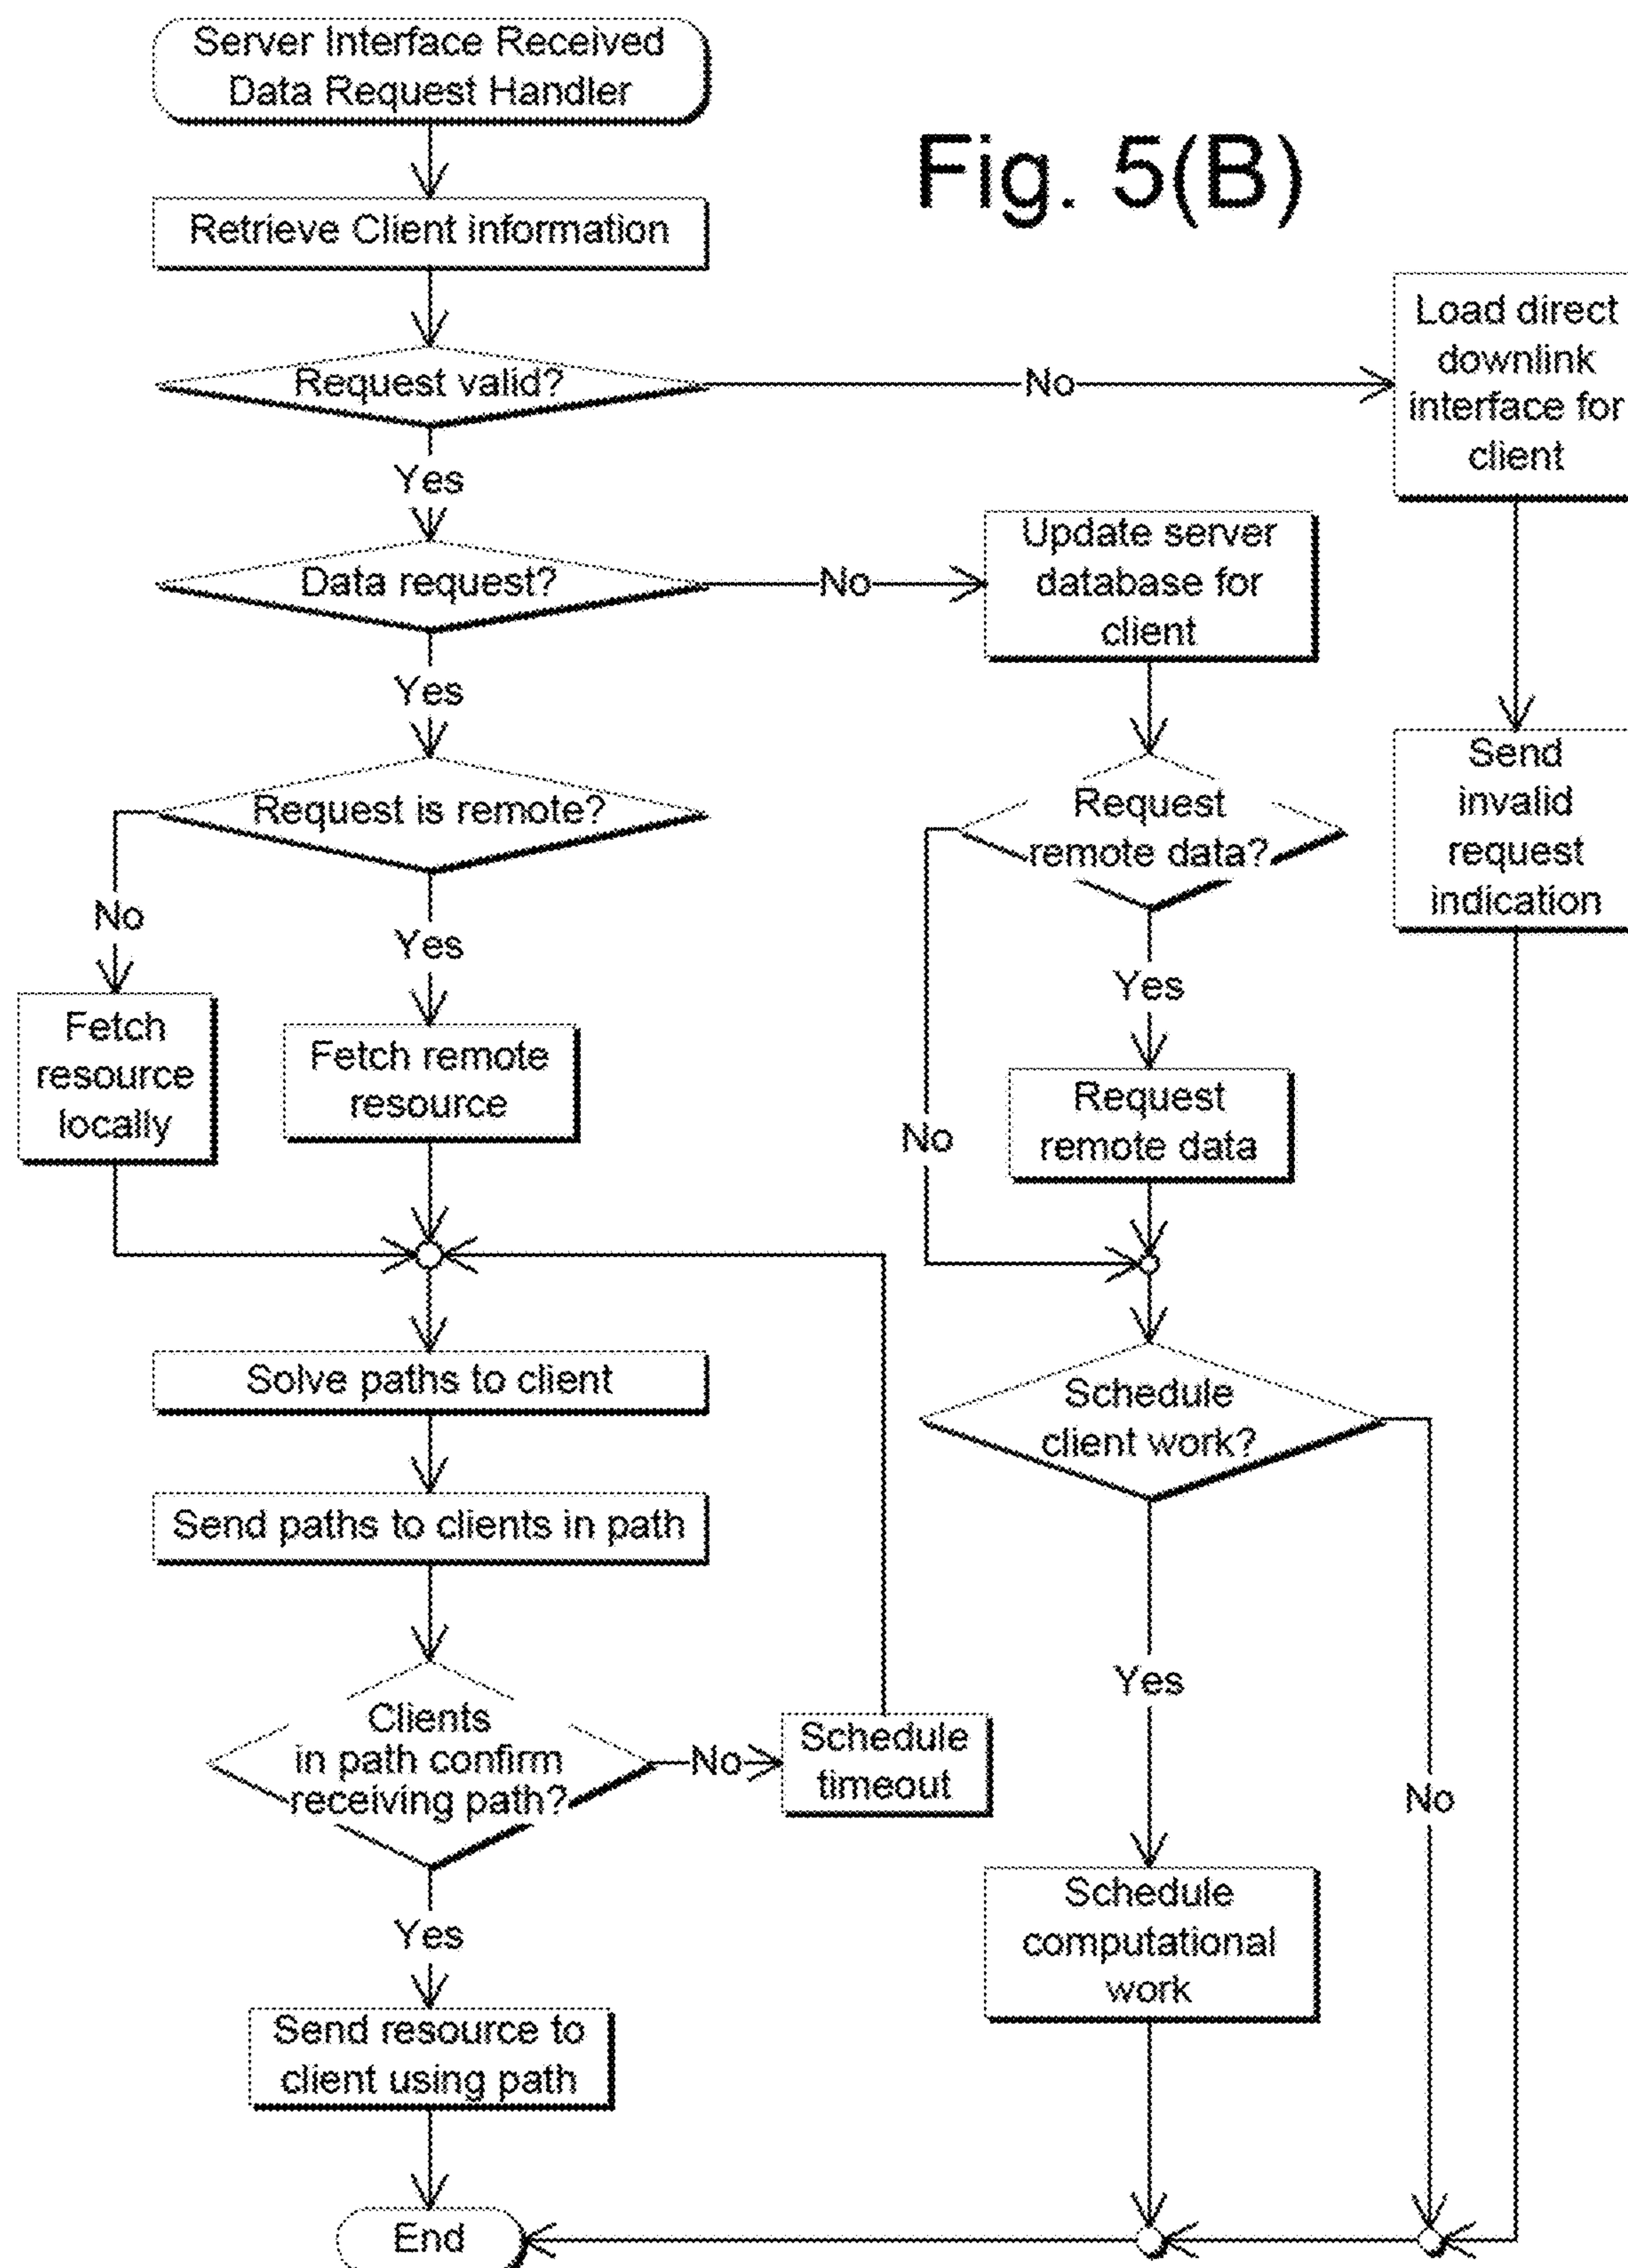 Server Interface Received
Data Request Handler
Fig. 5(B)
Retrieve Client information
Request valid?
No
Load direct
downlink
interface for
client
Yes
Data request?
No
Update server
database for
client
Yes
Send
invalid
request
indication
Request is remote?
Request
remote data?
No
Yes
Yes
Fetch
resource
locally
Fetch remote
resource
Request
remote data
No
Solve paths to client
Schedule
client work?
Send paths to clients in path
Yes
Clients
in path confirm
receiving path?
No
Schedule
timeout
No
Yes
Schedule
computational
work
Send resource to
client using path
End